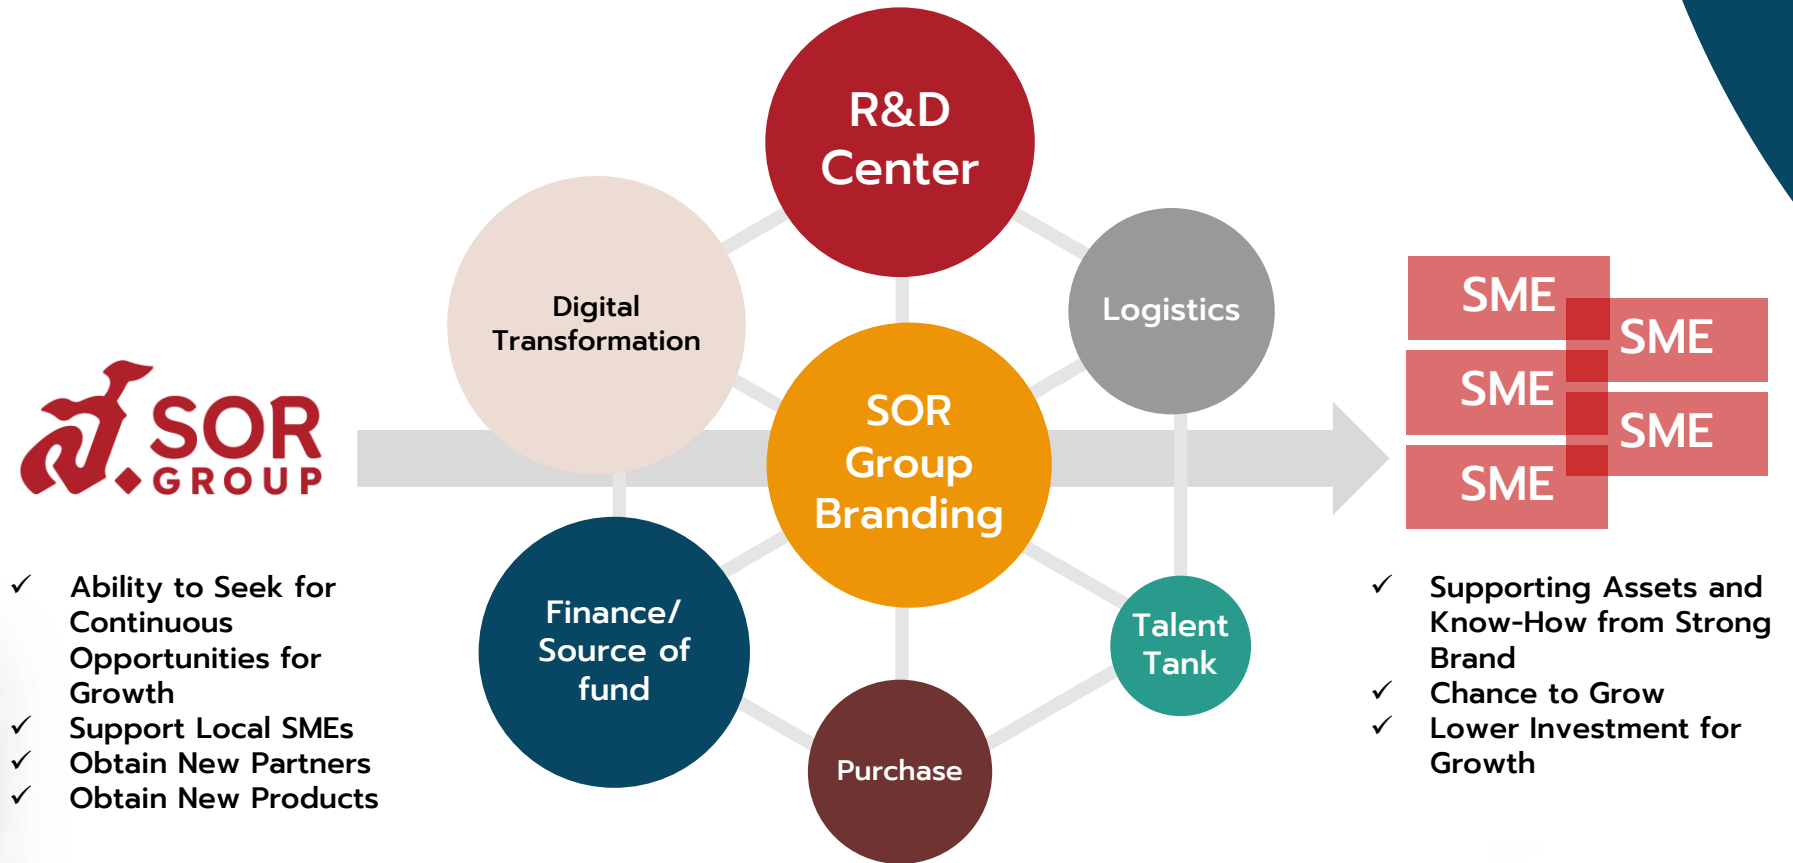 R&D
Center
Digital
Transformation
Logistics
SOR
Group
Branding
Finance/
Source of
fund
Talent
Tank
Purchase
SOR
GROUP
✓ Ability to Seek for
Continuous
Opportunities for
Growth
✓ Support Local SMEs
✓ Obtain New Partners
✓ Obtain New Products
SME
SME
SME
SME
SME
✓ Supporting Assets and
Know-How from Strong
Brand
✓ Chance to Grow
✓ Lower Investment for
Growth